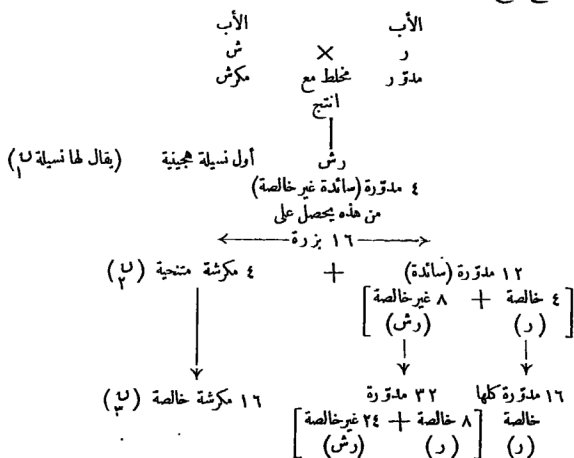 الأب الأب
ر × ش
مدوّر مخلط مع مكرش
انتج
رش أول نسيلة هجينية (يقال لها نسيلة ن١)
٤ مدوّرة (سائدة غير خالصة)
من هذه يحصل على
١٦ بزرة
١٢ مدوّرة (سائدة) + ٤ مكرشة متنحية (ن٢)
[٤ خالصة + ٨ غير خالصة]
(ر) (رش)
١٦ مدوّرة كلها ٣٢ مدوّرة ١٦ مكرشة خالصة (ن٣)
خالصة [٨ خالصة + ٢٤ غير خالصة]
(ر) (ر) (رش)